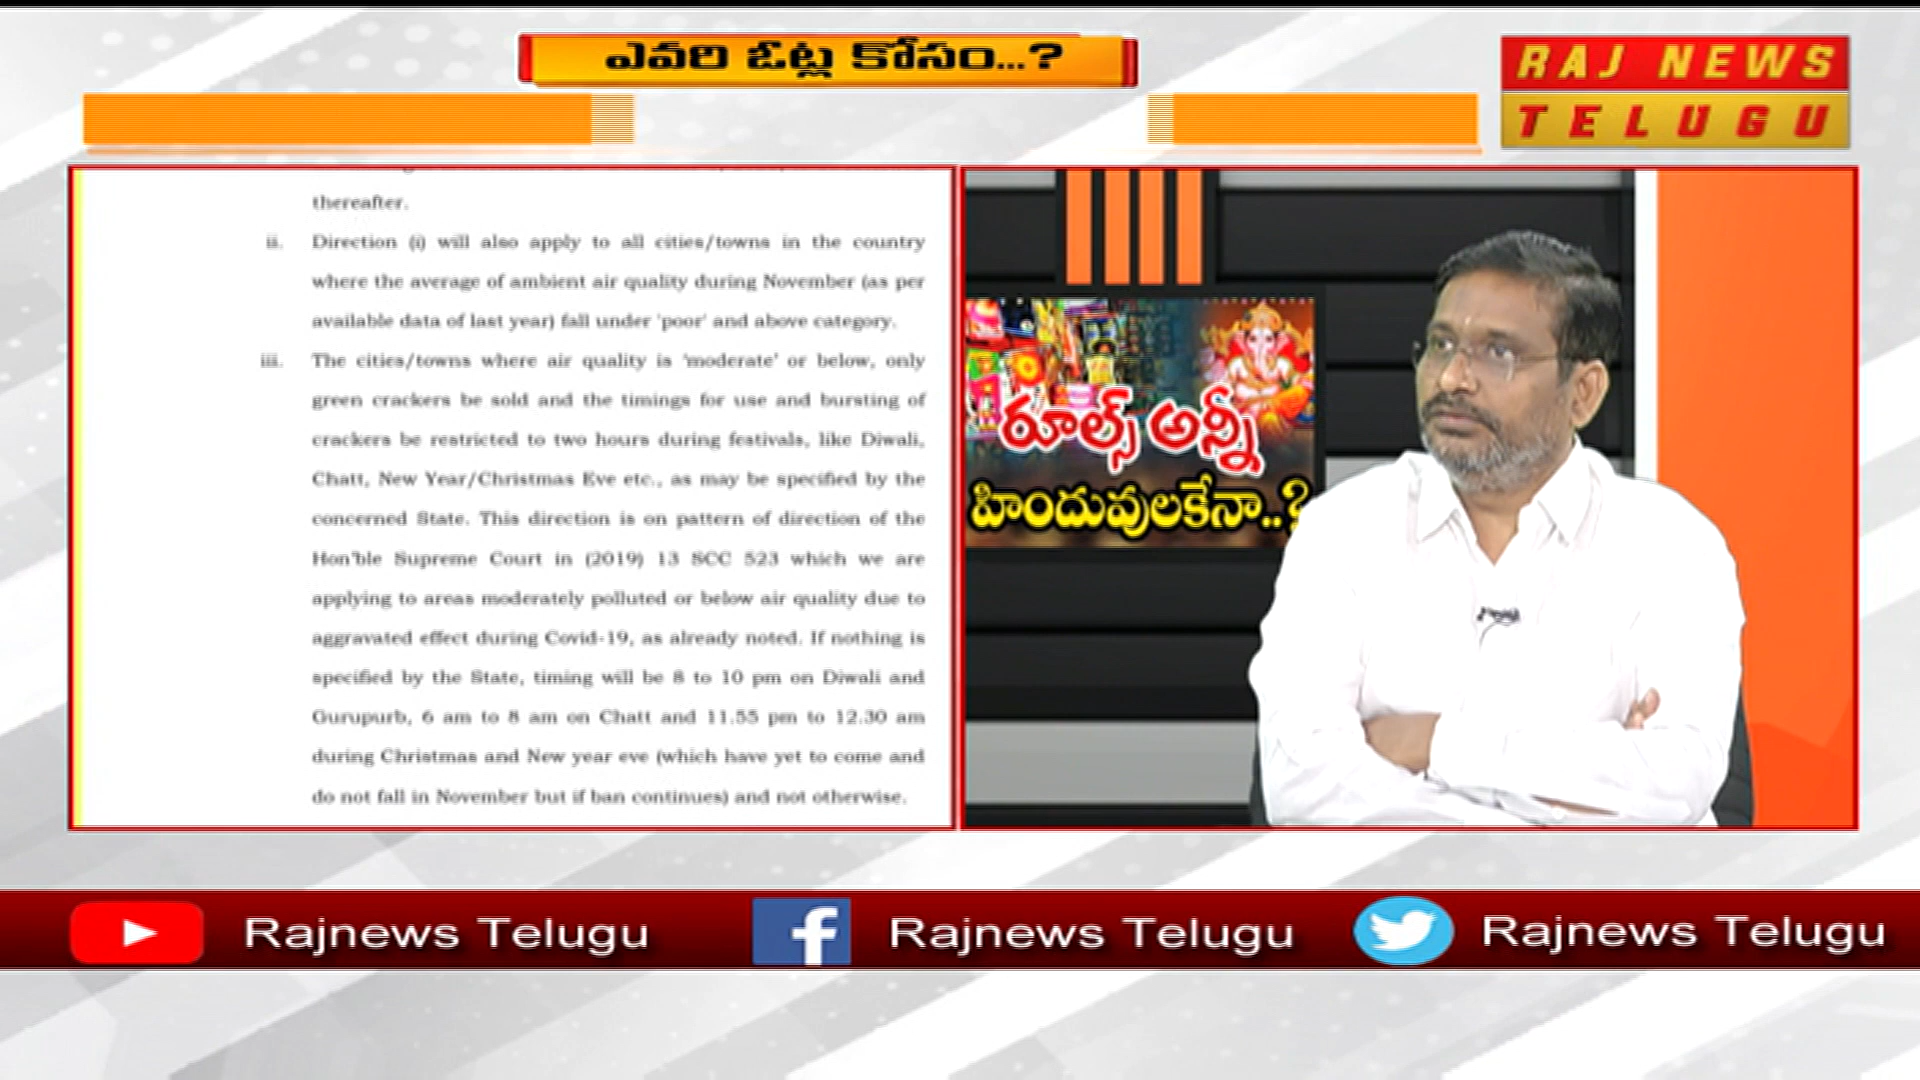 ఎవరి ఓట్ల కోసం...?
RAJ NEWS
TELUGU
thereafter.
ii. Direction (i) will also apply to all cities/towns in the country
where the average of ambient air quality during November (as per
available data of last year) fall under 'poor' and above category.
iii. The cities/towns where air quality is 'moderate' or below, only
green crackers be sold and the timings for use and bursting of
crackers be restricted to two hours during festivals, like Diwali,
Chatt, New Year/Christmas Eve etc., as may be specified by the
concerned State. This direction is on pattern of direction of the
Hon'ble Supreme Court in (2019) 13 SCC 523 which we are
applying to areas moderately polluted or below air quality due to
aggravated effect during Covid-19, as already noted. If nothing is
specified by the State, timing will be 8 to 10 pm on Diwali and
Gurupurb, 6 am to 8 am on Chatt and 11.55 pm to 12.30 am
during Christmas and New year eve (which have yet to come and
do not fall in November but if ban continues) and not otherwise.
రూల్స్ అన్నీ
హిందువులకేనా..?
Rajnews Telugu
Rajnews Telugu
Rajnews Telugu